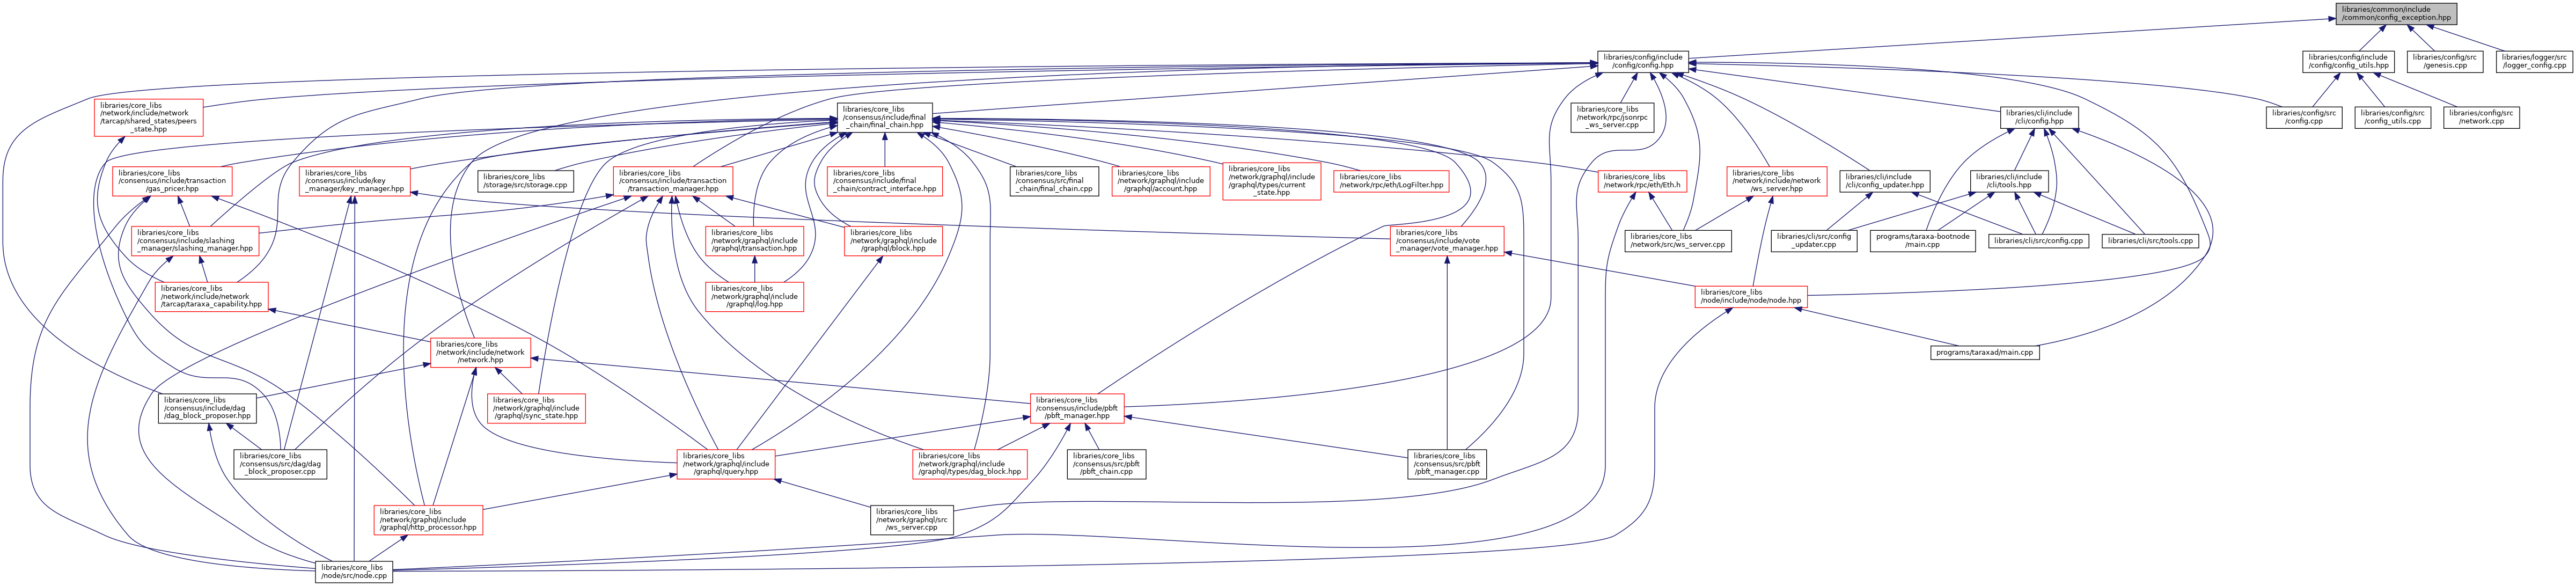 libraries/common/include
/common/config_exception.hpp
libraries/config/include
/config/config.hpp
libraries/config/include
/config/config_utils.hpp
libraries/config/src
/genesis.cpp
libraries/logger/src
/logger_config.cpp
libraries/core_libs
/network/include/network
/tarcap/shared_states/peers
_state.hpp
libraries/core_libs
/consensus/include/final
_chain/final_chain.hpp
libraries/core_libs
/network/rpc/jsonrpc
_ws_server.cpp
libraries/cli/include
/cli/config.hpp
libraries/config/src
/config.cpp
libraries/config/src
/config_utils.cpp
libraries/config/src
/network.cpp
libraries/core_libs
/consensus/include/transaction
/gas_pricer.hpp
libraries/core_libs
/consensus/include/key
_manager/key_manager.hpp
libraries/core_libs
/storage/src/storage.cpp
libraries/core_libs
/consensus/include/transaction
/transaction_manager.hpp
libraries/core_libs
/consensus/include/final
_chain/contract_interface.hpp
libraries/core_libs
/consensus/src/final
_chain/final_chain.cpp
libraries/core_libs
/network/graphql/include
/graphql/account.hpp
libraries/core_libs
/network/graphql/include
/graphql/types/current
_state.hpp
libraries/core_libs
/network/rpc/eth/LogFilter.hpp
libraries/core_libs
/network/rpc/eth/Eth.h
libraries/core_libs
/network/include/network
/ws_server.hpp
libraries/cli/include
/cli/config_updater.hpp
libraries/cli/include
/cli/tools.hpp
libraries/core_libs
/consensus/include/slashing
_manager/slashing_manager.hpp
libraries/core_libs
/network/graphql/include
/graphql/transaction.hpp
libraries/core_libs
/network/graphql/include
/graphql/block.hpp
libraries/core_libs
/consensus/include/vote
_manager/vote_manager.hpp
libraries/core_libs
/network/src/ws_server.cpp
libraries/cli/src/config
_updater.cpp
programs/taraxa-bootnode
/main.cpp
libraries/cli/src/config.cpp
libraries/cli/src/tools.cpp
libraries/core_libs
/network/include/network
/tarcap/taraxa_capability.hpp
libraries/core_libs
/network/graphql/include
/graphql/log.hpp
libraries/core_libs
/node/include/node/node.hpp
libraries/core_libs
/network/include/network
/network.hpp
programs/taraxad/main.cpp
libraries/core_libs
/consensus/include/dag
/dag_block_proposer.hpp
libraries/core_libs
/network/graphql/include
/graphql/sync_state.hpp
libraries/core_libs
/consensus/include/pbft
/pbft_manager.hpp
libraries/core_libs
/consensus/src/dag/dag
_block_proposer.cpp
libraries/core_libs
/network/graphql/include
/graphql/query.hpp
libraries/core_libs
/network/graphql/include
/graphql/types/dag_block.hpp
libraries/core_libs
/consensus/src/pbft
/pbft_chain.cpp
libraries/core_libs
/consensus/src/pbft
/pbft_manager.cpp
libraries/core_libs
/network/graphql/include
/graphql/http_processor.hpp
libraries/core_libs
/network/graphql/src
/ws_server.cpp
libraries/core_libs
/node/src/node.cpp